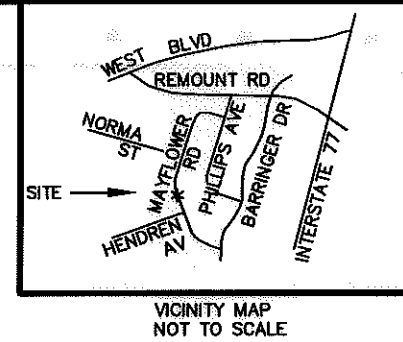 WEST BLVD
REMOUNT RD
NORMA ST
MAYFLOWER RD
PHILLIPS AVE
BARRINGER DR
INTERSTATE 77
SITE
HENDREN AV
VICINITY MAP
NOT TO SCALE